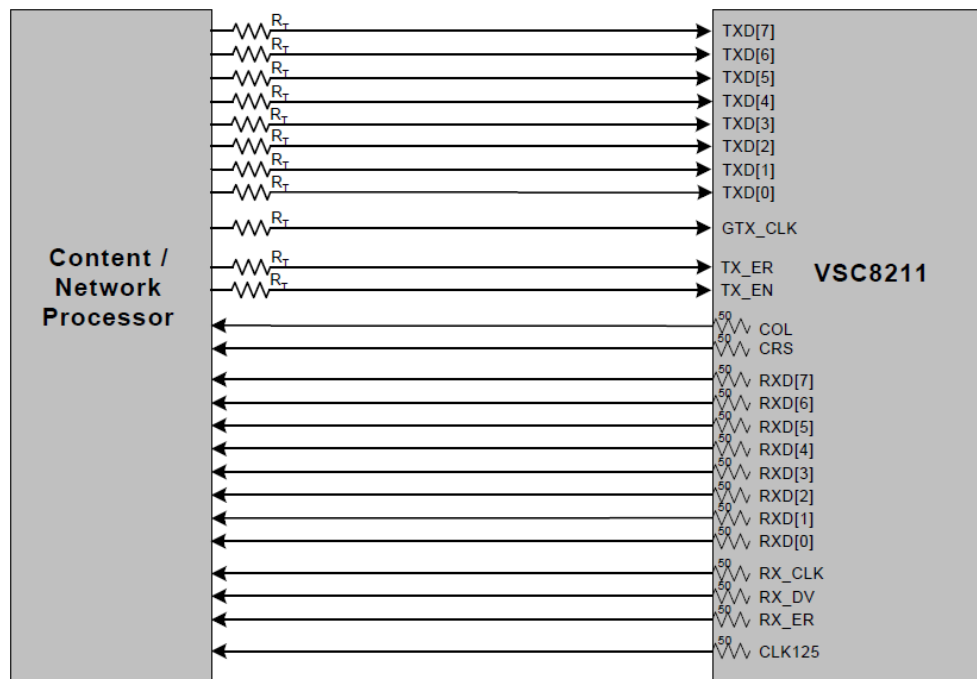 R_T TXD[7]
R_T TXD[6]
R_T TXD[5]
R_T TXD[4]
R_T TXD[3]
R_T TXD[2]
R_T TXD[1]
R_T TXD[0]
R_T GTX_CLK
R_T TX_ER
R_T TX_EN
Content /
Network
Processor
VSC8211
50 COL
50 CRS
50 RXD[7]
50 RXD[6]
50 RXD[5]
50 RXD[4]
50 RXD[3]
50 RXD[2]
50 RXD[1]
50 RXD[0]
50 RX_CLK
50 RX_DV
50 RX_ER
50 CLK125